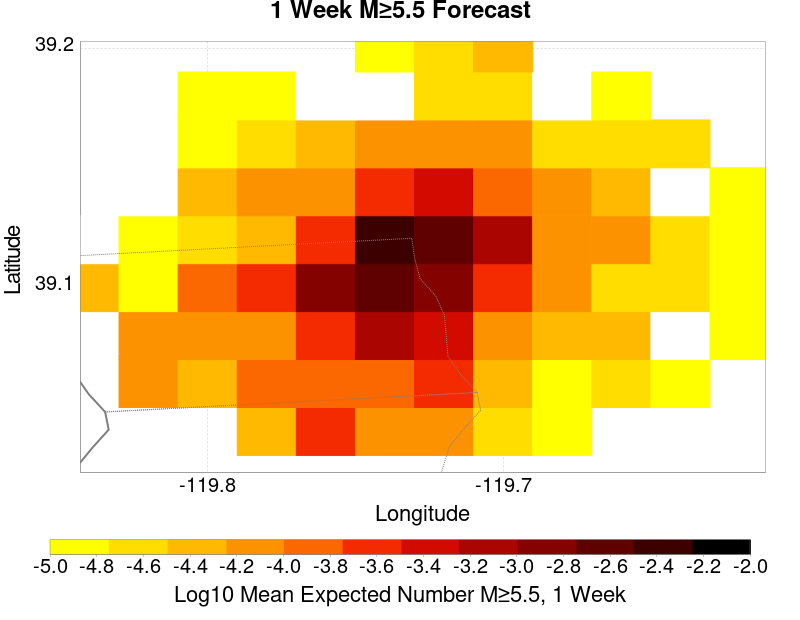 1 Week M≥5.5 Forecast
39.2
39.1
Latitude
-119.8 -119.7
Longitude
-5.0 -4.8 -4.6 -4.4 -4.2 -4.0 -3.8 -3.6 -3.4 -3.2 -3.0 -2.8 -2.6 -2.4 -2.2 -2.0
Log10 Mean Expected Number M≥5.5, 1 Week